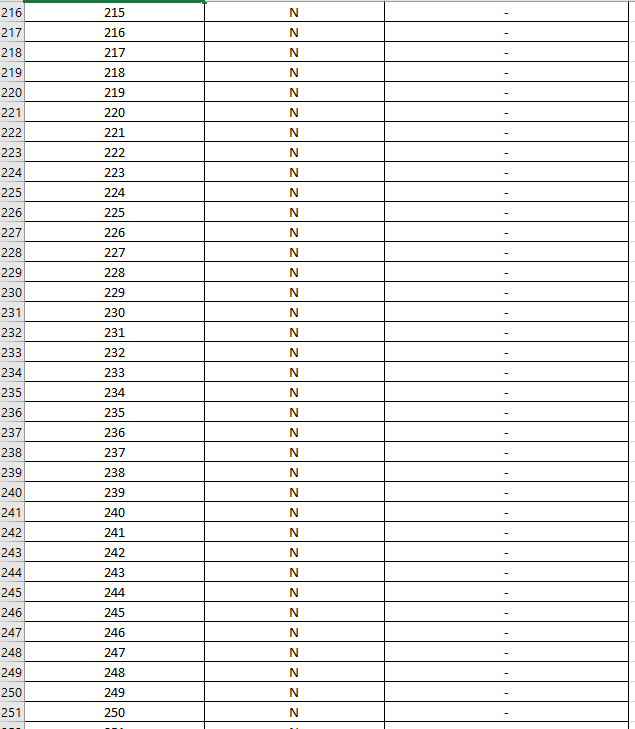 216 215 N -
217 216 N -
218 217 N -
219 218 N -
220 219 N -
221 220 N -
222 221 N -
223 222 N -
224 223 N -
225 224 N -
226 225 N -
227 226 N -
228 227 N -
229 228 N -
230 229 N -
231 230 N -
232 231 N -
233 232 N -
234 233 N -
235 234 N -
236 235 N -
237 236 N -
238 237 N -
239 238 N -
240 239 N -
241 240 N -
242 241 N -
243 242 N -
244 243 N -
245 244 N -
246 245 N -
247 246 N -
248 247 N -
249 248 N -
250 249 N -
251 250 N -